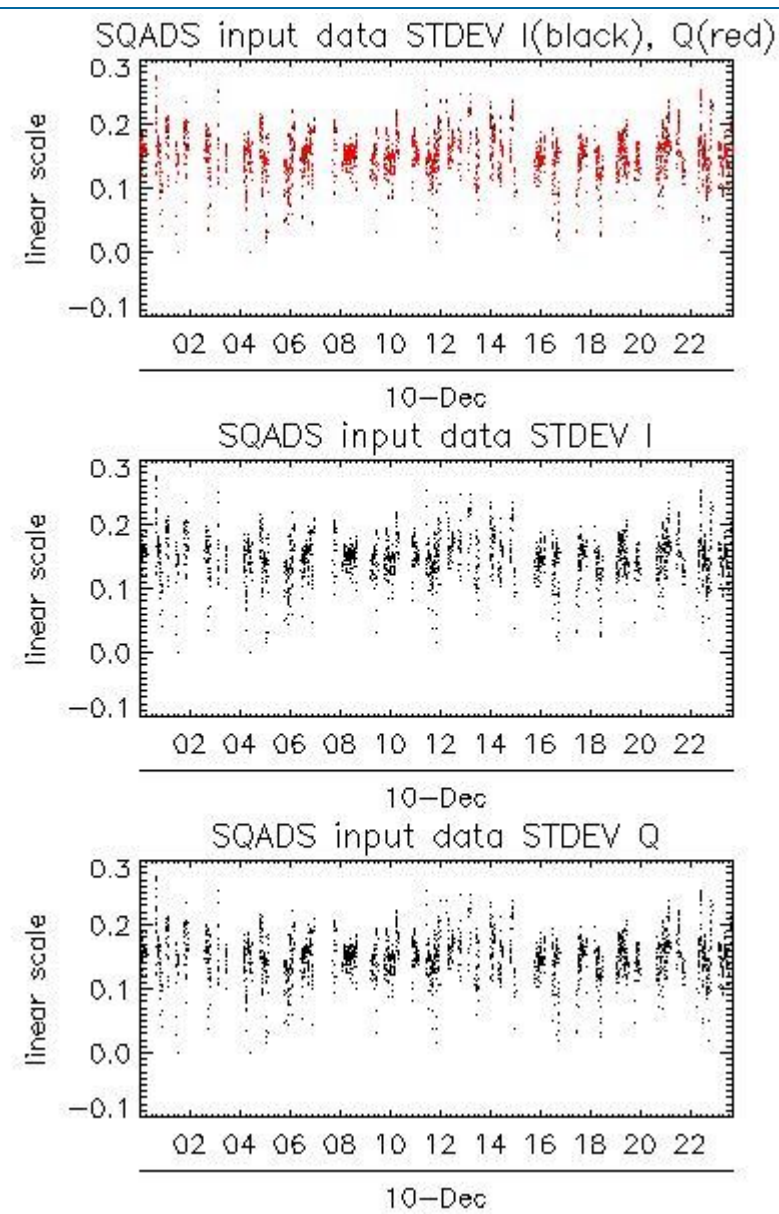 SQADS input data STDEV I(black), Q(red)
0.3
0.2
0.1
0.0
-0.1
linear scale
02 04 06 08 10 12 14 16 18 20 22
10-Dec
SQADS input data STDEV I
0.3
0.2
0.1
0.0
-0.1
linear scale
02 04 06 08 10 12 14 16 18 20 22
10-Dec
SQADS input data STDEV Q
0.3
0.2
0.1
0.0
-0.1
linear scale
02 04 06 08 10 12 14 16 18 20 22
10-Dec